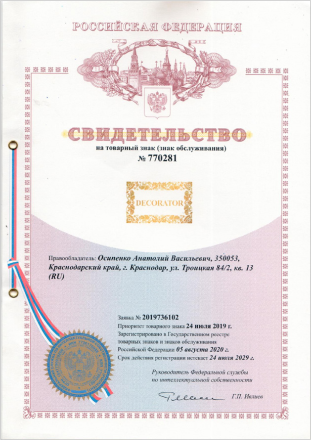 РОССИЙСКАЯ ФЕДЕРАЦИЯ
СВИДЕТЕЛЬСТВО
на товарный знак (знак обслуживания)
№ 770281
DECORATOR
Правообладатель: Осипенко Анатолий Васильевич, 350053,
Краснодарский край, г. Краснодар, ул. Троицкая 84/2, кв. 13
(RU)
Заявка № 2019736102
Приоритет товарного знака 24 июля 2019 г.
Зарегистрировано в Государственном реестре
товарных знаков и знаков обслуживания
Российской Федерации 05 августа 2020 г.
Срок действия регистрации истекает 24 июля 2029 г.
Руководитель Федеральной службы
по интеллектуальной собственности
Г.П. Ивлиев